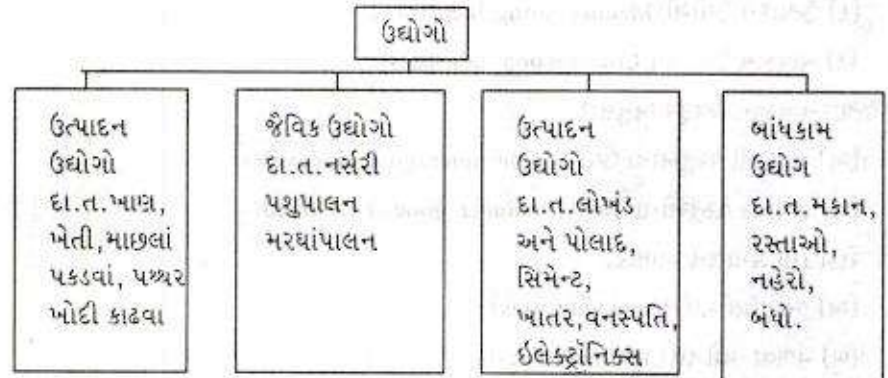 ઉદ્યોગો
ઉત્પાદન
ઉદ્યોગો
દા.ત.ખાણ,
ખેતી,માછલાં
પકડવાં, પથ્થર
ખોદી કાઢવા
જૈવિક ઉદ્યોગો
દા.ત.નર્સરી
પશુપાલન
મરઘાંપાલન
ઉત્પાદન
ઉદ્યોગો
દા.ત.લોખંડ
અને પોલાદ,
સિમેન્ટ,
ખાતર,વનસ્પતિ,
ઇલેક્ટ્રૉનિક્સ
બાંધકામ
ઉદ્યોગ
દા.ત.મકાન,
રસ્તાઓ,
નહેરો,
બંધો.